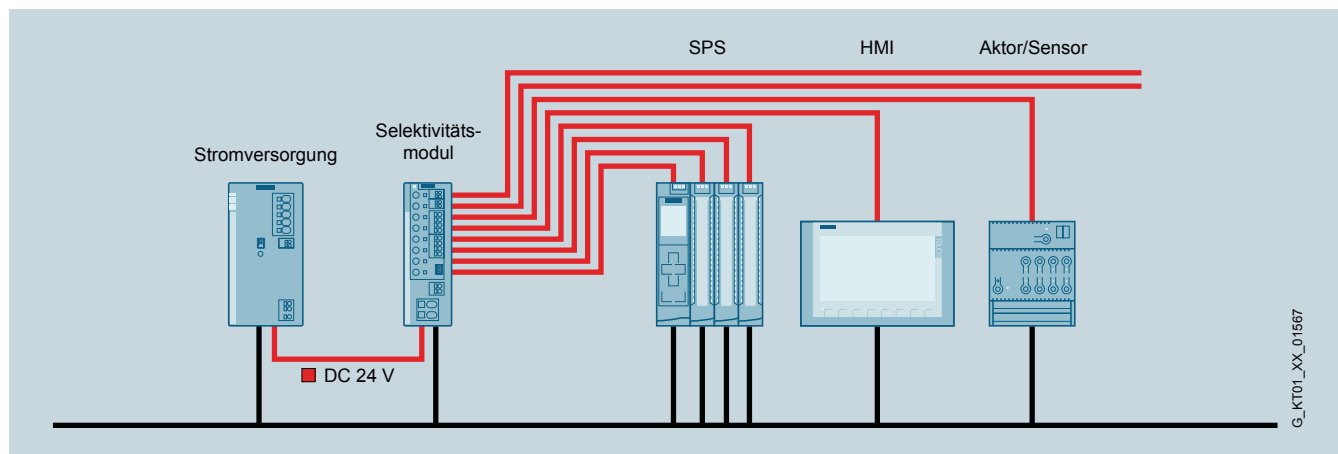 SPS
HMI
Aktor/Sensor
Selektivitäts-
modul
Stromversorgung
DC 24 V
G_KT01_XX_01567